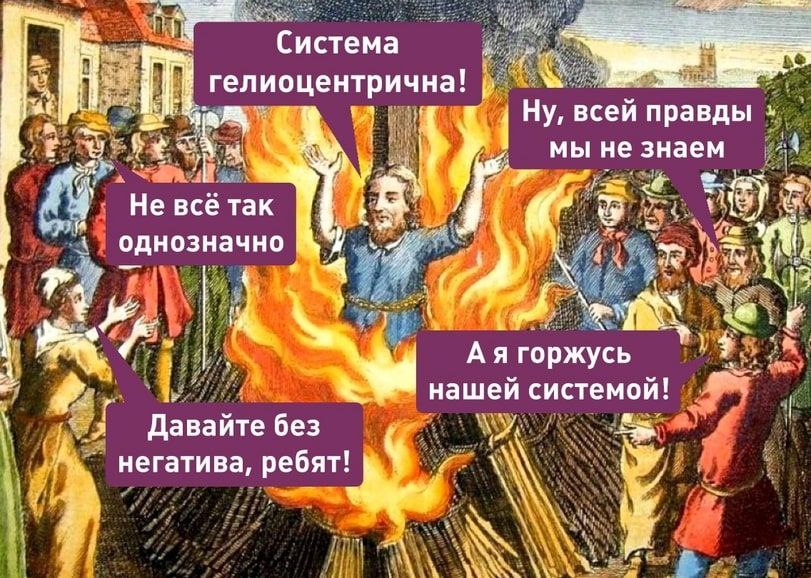 Система
гелиоцентрична!
Ну, всей правды
мы не знаем
Не всё так
однозначно
А я горжусь
нашей системой!
Давайте без
негатива, ребят!